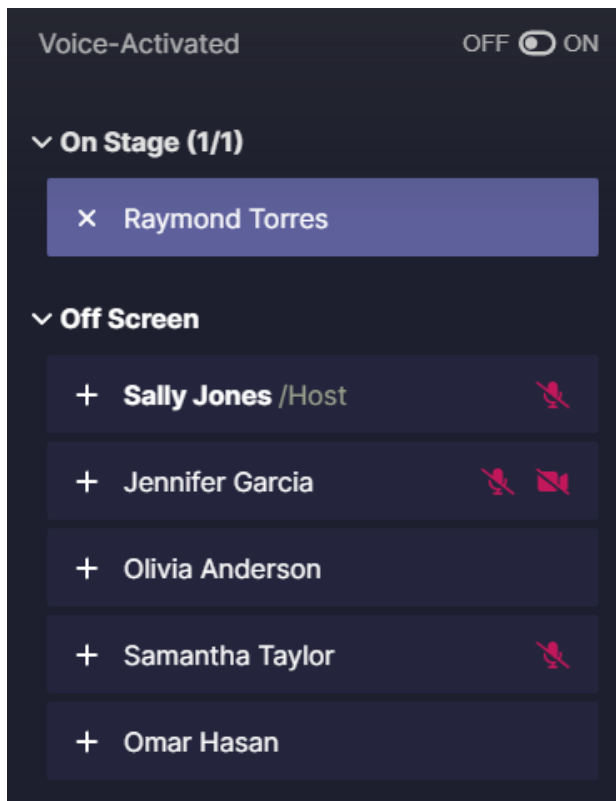 Voice-Activated OFF ON
On Stage (1/1)
Raymond Torres
Off Screen
Sally Jones /Host
Jennifer Garcia
Olivia Anderson
Samantha Taylor
Omar Hasan